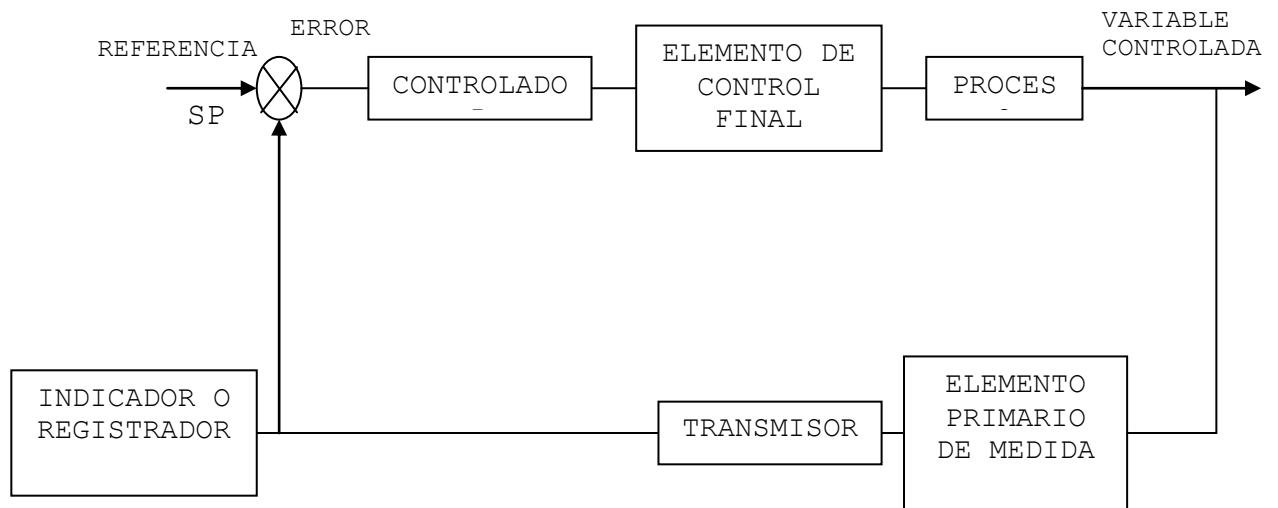 VARIABLE
CONTROLADA
ERROR
REFERENCIA
SP
CONTROLADO
ELEMENTO DE
CONTROL
FINAL
PROCES
INDICADOR O
REGISTRADOR
TRANSMISOR
ELEMENTO
PRIMARIO
DE MEDIDA